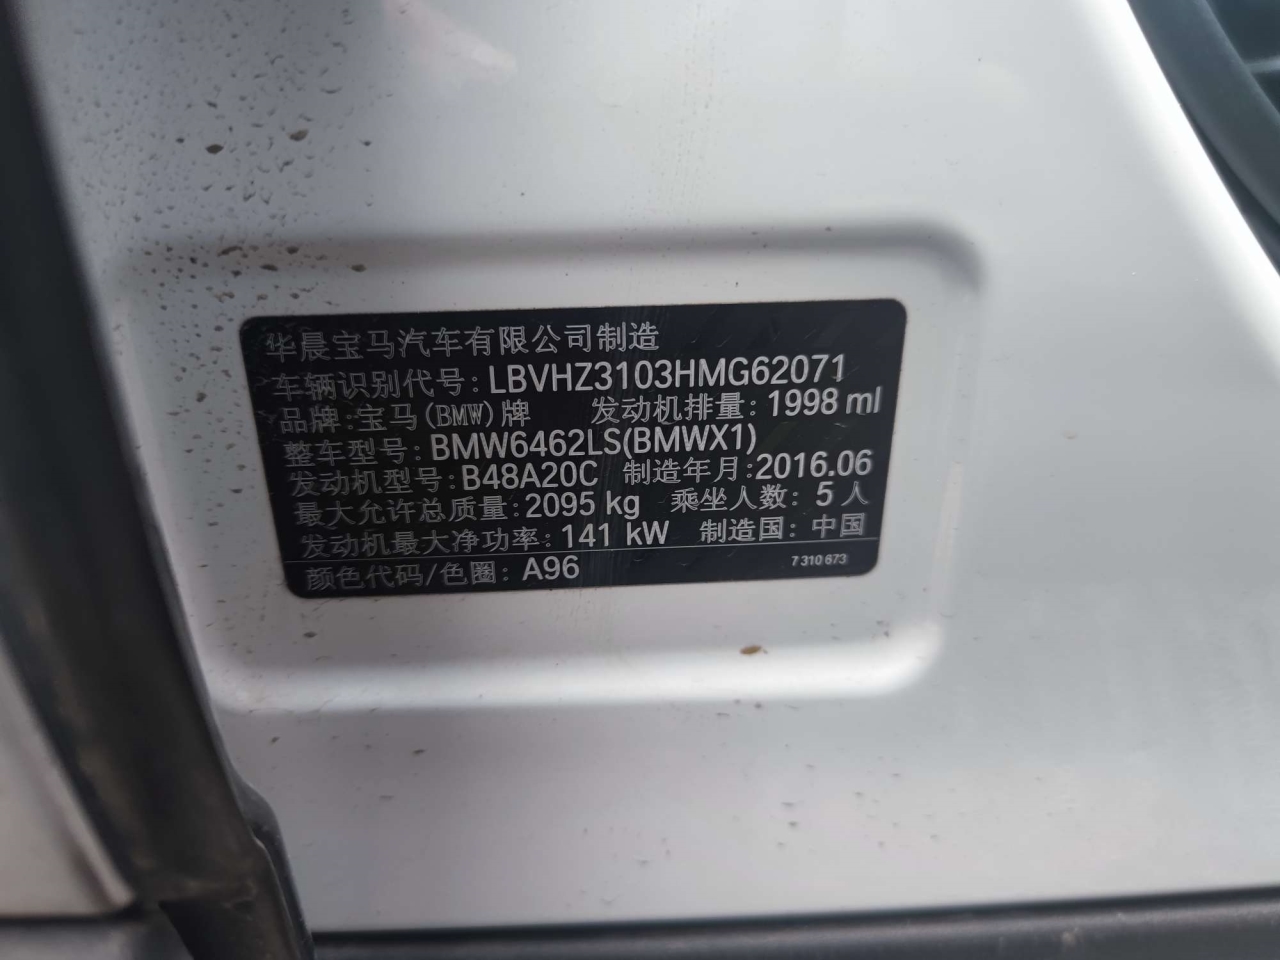 华晨宝马汽车有限公司制造
车辆识别代号: LBVHZ3103HMG62071
品牌: 宝马(BMW)牌 发动机排量: 1998 ml
整车型号: BMW6462LS(BMWX1)
发动机型号: B48A20C 制造年月: 2016.06
最大允许总质量: 2095 kg 乘坐人数: 5 人
发动机最大净功率: 141 kW 制造国: 中国
颜色代码/色圈: A96 7 310 673